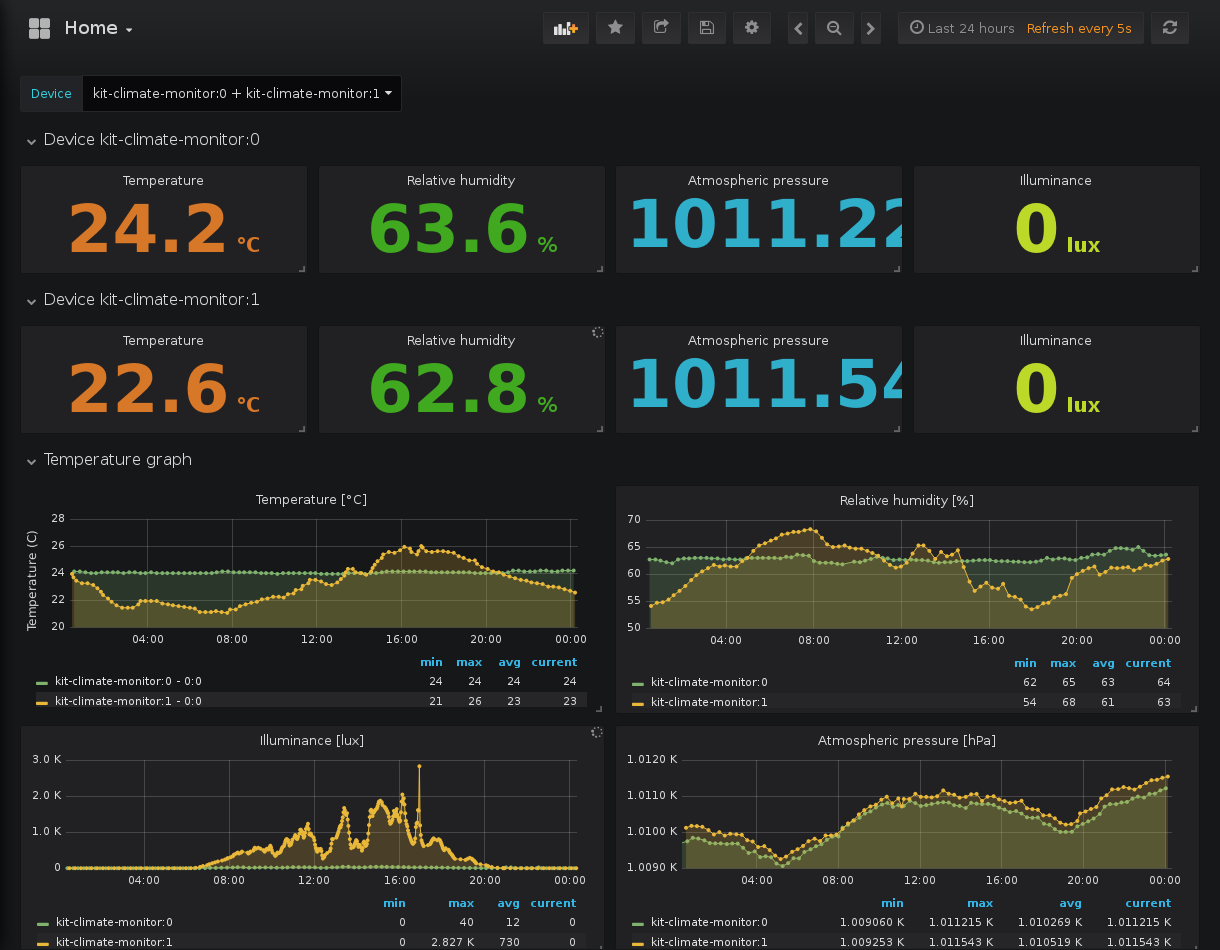 Home
Last 24 hours Refresh every 5s
Device kit-climate-monitor:0 + kit-climate-monitor:1
Device kit-climate-monitor:0
Temperature Relative humidity Atmospheric pressure Illuminance
24.2 °C 63.6 % 1011.22 0 lux
Device kit-climate-monitor:1
Temperature Relative humidity Atmospheric pressure Illuminance
22.6 °C 62.8 % 1011.54 0 lux
Temperature graph
Temperature [°C]
Temperature (C)
28
26
24
22
20
04:00 08:00 12:00 16:00 20:00 00:00
min max avg current
kit-climate-monitor:0 - 0:0 24 24 24 24
kit-climate-monitor:1 - 0:0 21 26 23 23
Relative humidity [%]
70
65
60
55
50
04:00 08:00 12:00 16:00 20:00 00:00
min max avg current
kit-climate-monitor:0 62 65 63 64
kit-climate-monitor:1 54 68 61 63
Illuminance [lux]
3.0 K
2.0 K
1.0 K
0
04:00 08:00 12:00 16:00 20:00 00:00
min max avg current
kit-climate-monitor:0 0 40 12 0
kit-climate-monitor:1 0 2.827 K 730 0
Atmospheric pressure [hPa]
1.0120 K
1.0110 K
1.0100 K
1.0090 K
04:00 08:00 12:00 16:00 20:00 00:00
min max avg current
kit-climate-monitor:0 1.009060 K 1.011215 K 1.010269 K 1.011215 K
kit-climate-monitor:1 1.009253 K 1.011543 K 1.010519 K 1.011543 K